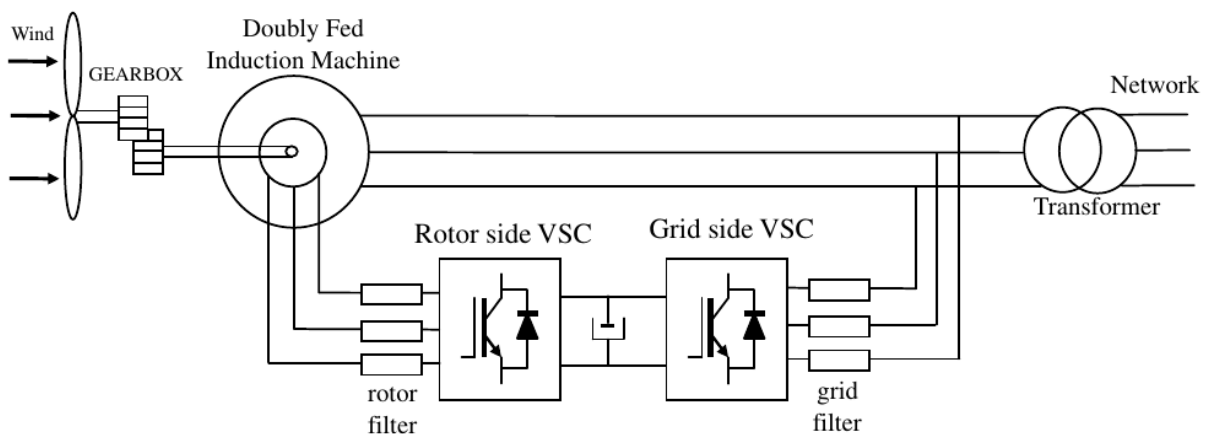 Doubly Fed
Induction Machine
Wind
GEARBOX
Network
Transformer
Rotor side VSC
Grid side VSC
rotor
filter
grid
filter